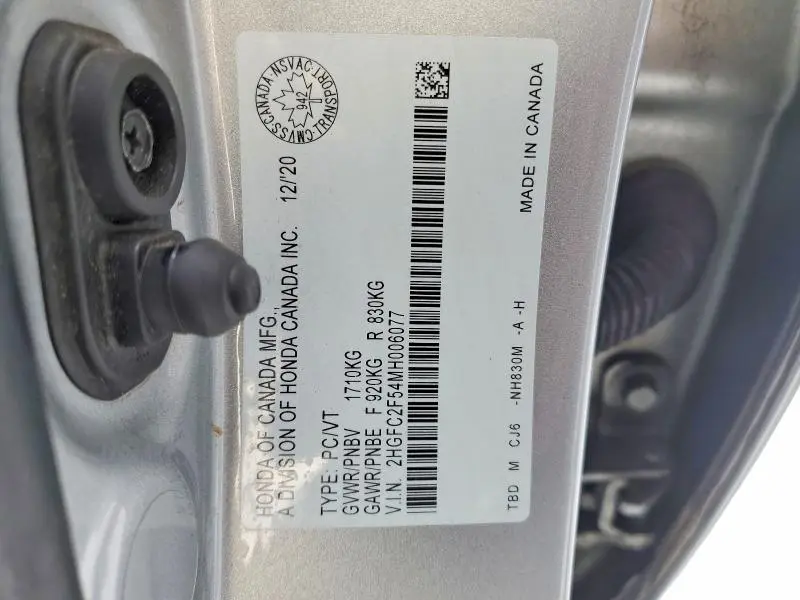 HONDA OF CANADA MFG.,
A DIVISION OF HONDA CANADA INC. 12/'20
TYPE: PC/VT
GVWR/PNBV 1710KG
GAWR/PNBE F 920KG R 830KG
V.I.N. 2HGFC2F54MH006077
TBD M CJ6 -NH830M -A -H
MADE IN CANADA
CMVSS-CANADA-NSVAC-TRANSPORT
942